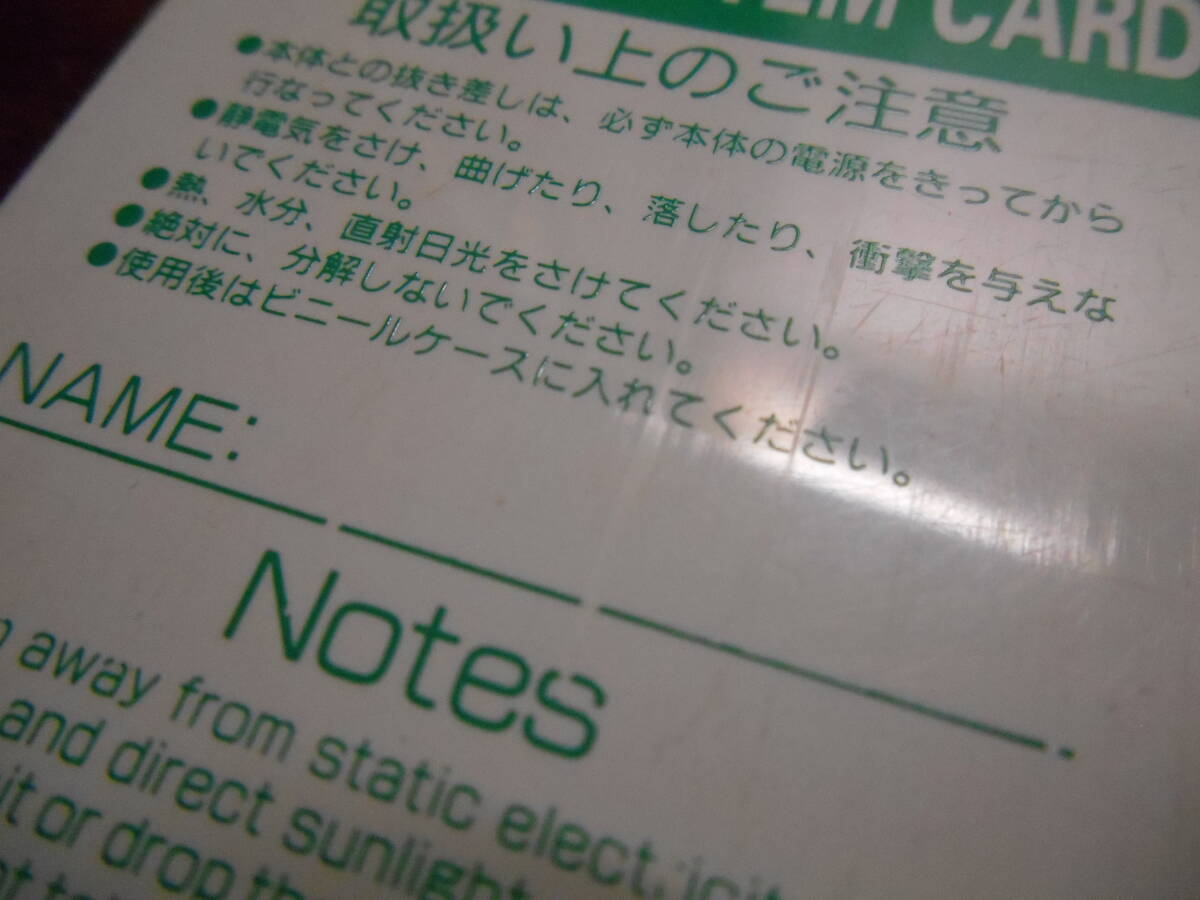 CARD
取扱い上のご注意
●本体との抜き差しは、必ず本体の電源をきってから
行なってください。
●静電気をさけ、曲げたり、落したり、衝撃を与えな
いでください。
●熱、水分、直射日光をさけてください。
●絶対に、分解しないでください。
●使用後はビニールケースに入れてください。
NAME:
Notes
away from static
and direct sunlight
or drop